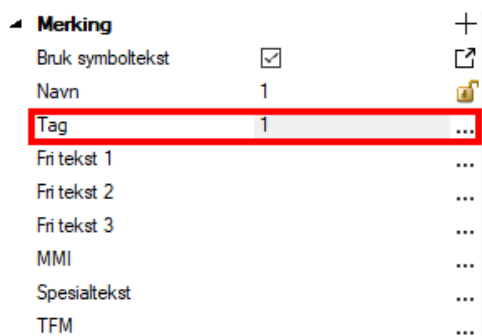 Merking
Bruk symboltekst
Navn 1
Tag 1 ...
Fri tekst 1 ...
Fri tekst 2 ...
Fri tekst 3 ...
MMI ...
Spesialtekst ...
TFM ...